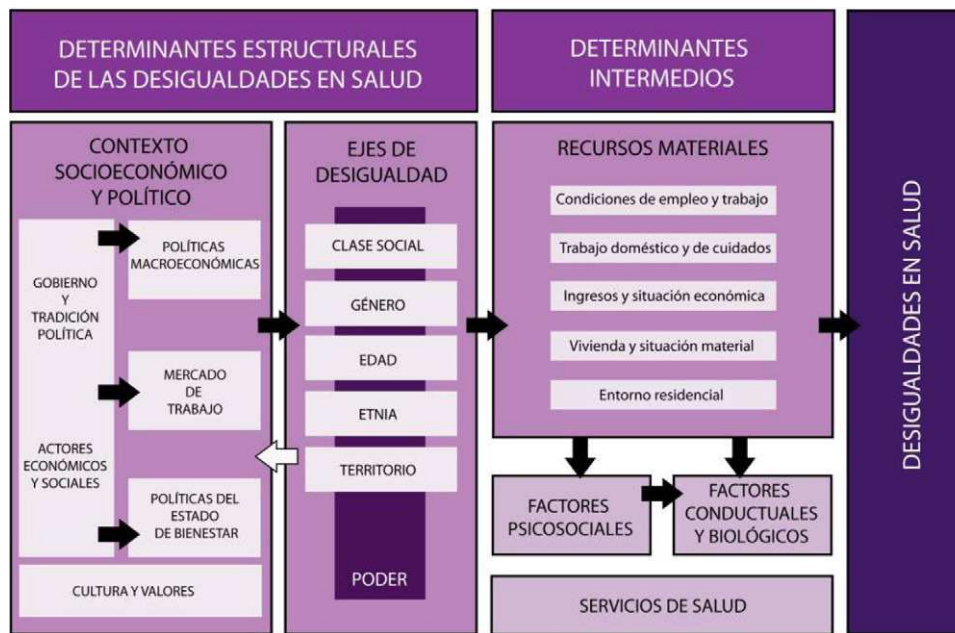 DETERMINANTES ESTRUCTURALES
DE LAS DESIGUALDADES EN SALUD
DETERMINANTES
INTERMEDIOS
CONTEXTO
SOCIOECONÓMICO
Y POLÍTICO
GOBIERNO
Y
TRADICIÓN
POLÍTICA
ACTORES
ECONÓMICOS
Y SOCIALES
POLÍTICAS
MACROECONÓMICAS
MERCADO
DE
TRABAJO
POLÍTICAS DEL
ESTADO
DE BIENESTAR
CULTURA Y VALORES
EJES DE
DESIGUALDAD
CLASE SOCIAL
GÉNERO
EDAD
ETNIA
TERRITORIO
PODER
RECURSOS MATERIALES
Condiciones de empleo y trabajo
Trabajo doméstico y de cuidados
Ingresos y situación económica
Vivienda y situación material
Entorno residencial
FACTORES
PSICOSOCIALES
FACTORES
CONDUCTUALES
Y BIOLÓGICOS
SERVICIOS DE SALUD
DESIGUALDADES EN SALUD